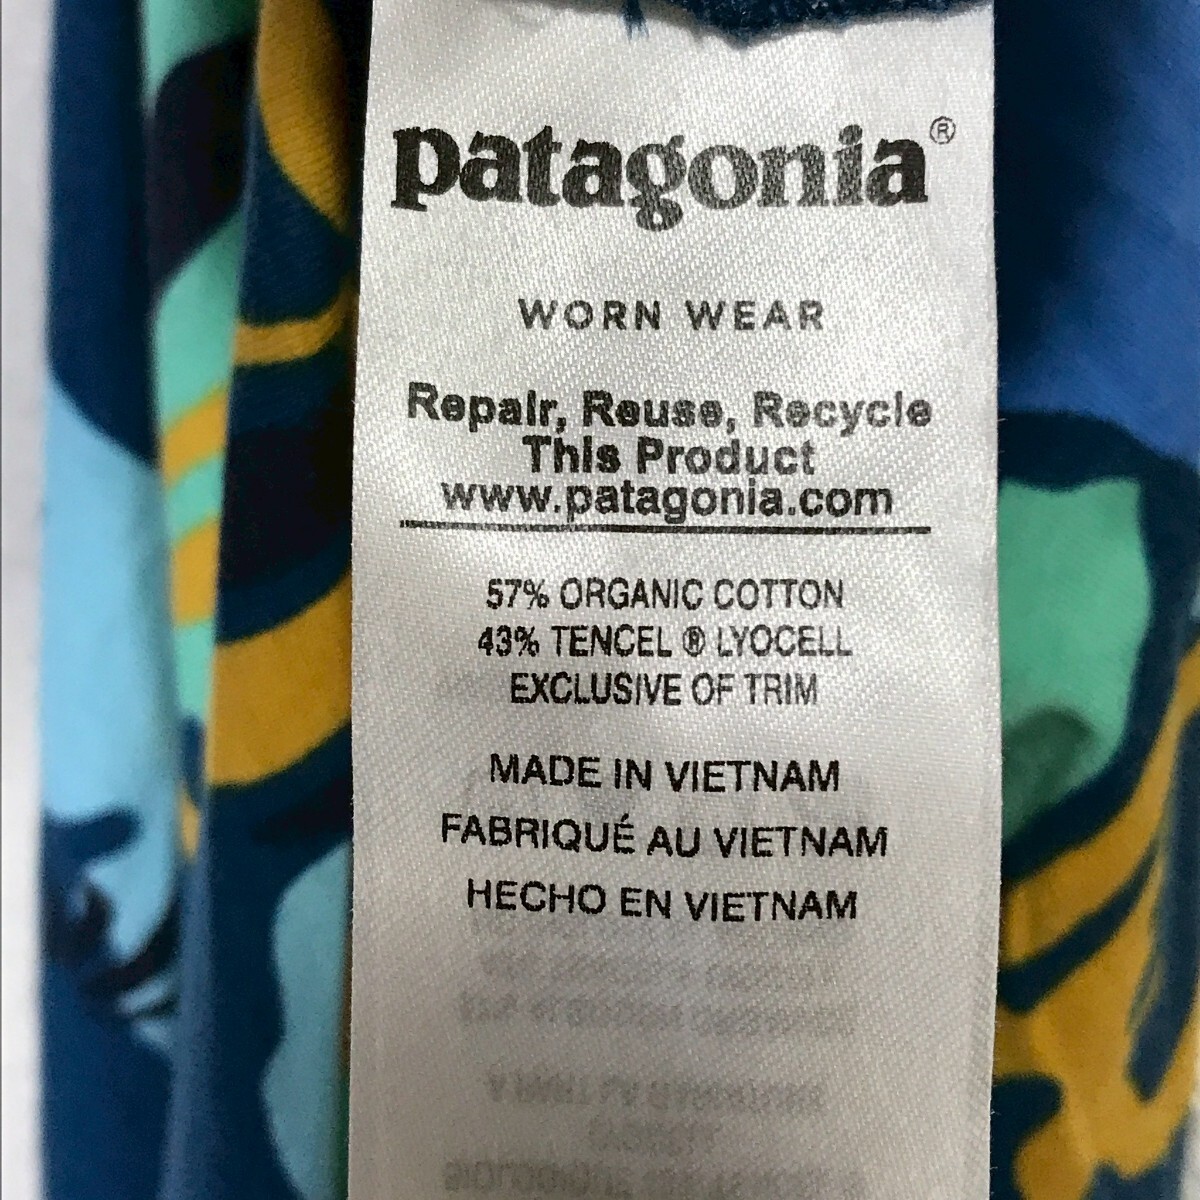 patagonia®
WORN WEAR
Repair, Reuse, Recycle
This Product
www.patagonia.com
57% ORGANIC COTTON
43% TENCEL ® LYOCELL
EXCLUSIVE OF TRIM
MADE IN VIETNAM
FABRIQUÉ AU VIETNAM
HECHO EN VIETNAM